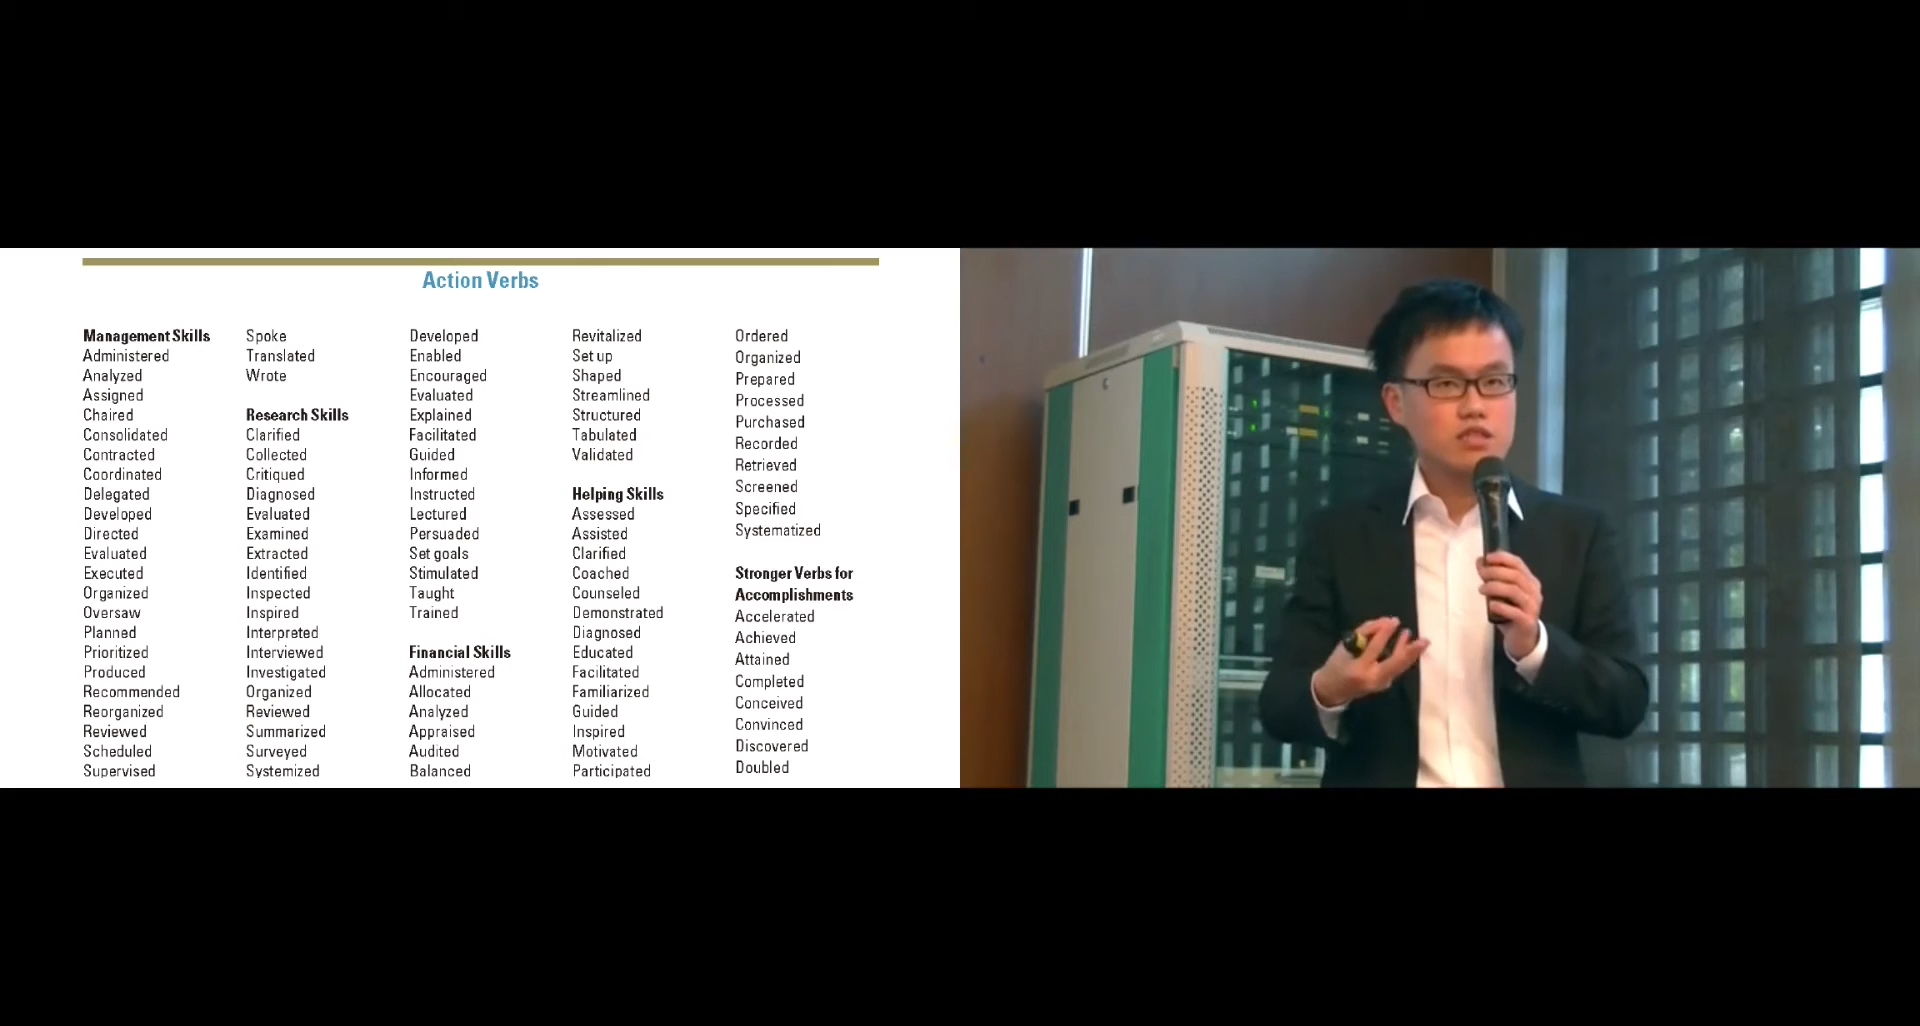 Action Verbs
Management Skills
Administered
Analyzed
Assigned
Chaired
Consolidated
Contracted
Coordinated
Delegated
Developed
Directed
Evaluated
Executed
Organized
Oversaw
Planned
Prioritized
Produced
Recommended
Reorganized
Reviewed
Scheduled
Supervised
Spoke
Translated
Wrote
Research Skills
Clarified
Collected
Critiqued
Diagnosed
Evaluated
Examined
Extracted
Identified
Inspected
Inspired
Interpreted
Interviewed
Investigated
Organized
Reviewed
Summarized
Surveyed
Systemized
Developed
Enabled
Encouraged
Evaluated
Explained
Facilitated
Guided
Informed
Instructed
Lectured
Persuaded
Set goals
Stimulated
Taught
Trained
Financial Skills
Administered
Allocated
Analyzed
Appraised
Audited
Balanced
Revitalized
Set up
Shaped
Streamlined
Structured
Tabulated
Validated
Helping Skills
Assessed
Assisted
Clarified
Coached
Counseled
Demonstrated
Diagnosed
Educated
Facilitated
Familiarized
Guided
Inspired
Motivated
Participated
Ordered
Organized
Prepared
Processed
Purchased
Recorded
Retrieved
Screened
Specified
Systematized
Stronger Verbs for
Accomplishments
Accelerated
Achieved
Attained
Completed
Conceived
Convinced
Discovered
Doubled